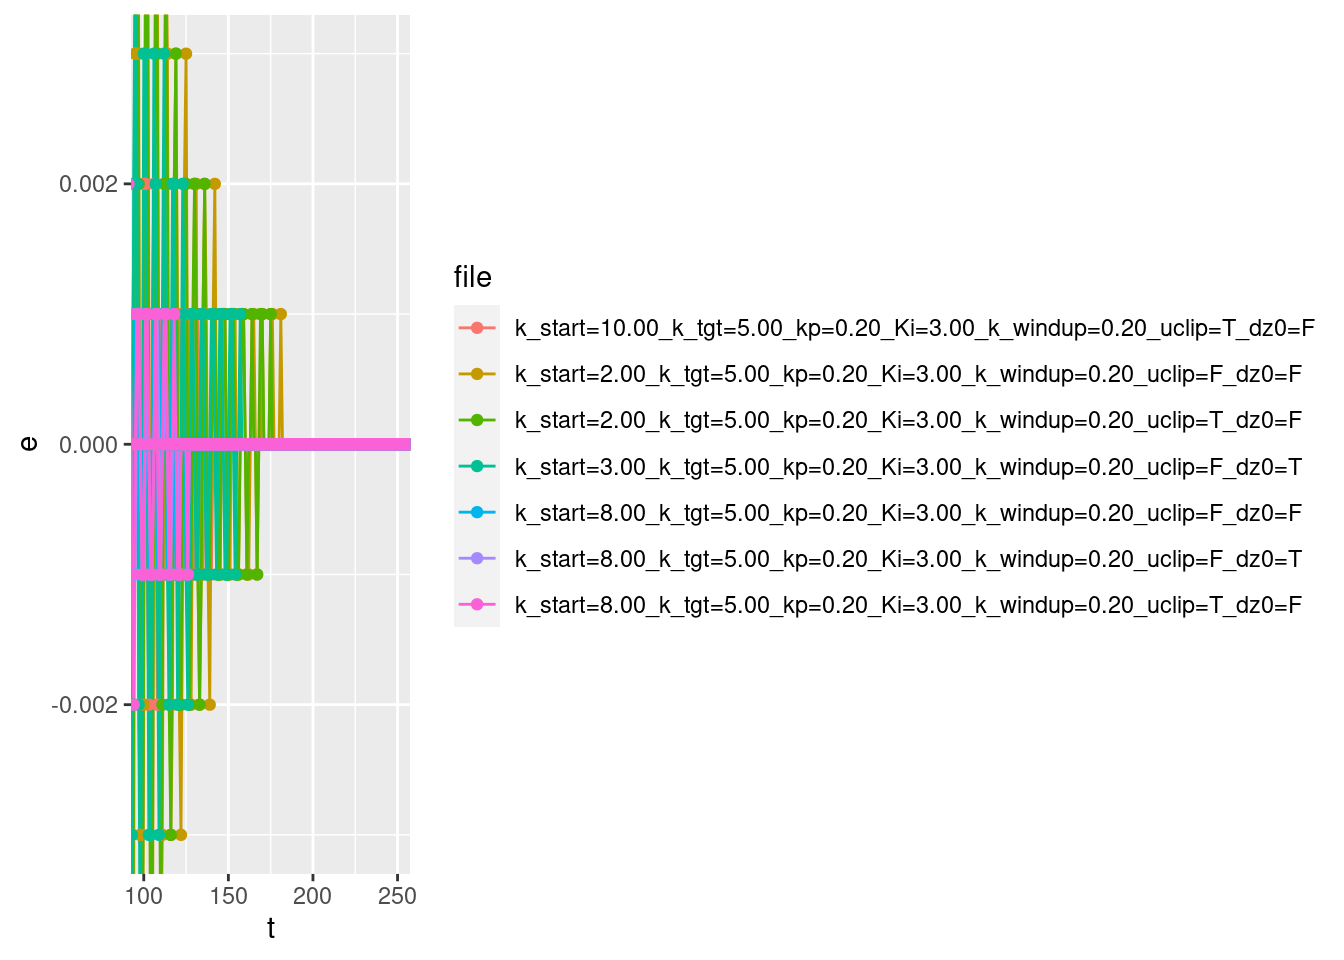 0.002
0.000
-0.002
e
100 150 200 250
t
file
k_start=10.00_k_tgt=5.00_kp=0.20_Ki=3.00_k_windup=0.20_uclip=T_dz0=F
k_start=2.00_k_tgt=5.00_kp=0.20_Ki=3.00_k_windup=0.20_uclip=F_dz0=F
k_start=2.00_k_tgt=5.00_kp=0.20_Ki=3.00_k_windup=0.20_uclip=T_dz0=F
k_start=3.00_k_tgt=5.00_kp=0.20_Ki=3.00_k_windup=0.20_uclip=F_dz0=T
k_start=8.00_k_tgt=5.00_kp=0.20_Ki=3.00_k_windup=0.20_uclip=F_dz0=F
k_start=8.00_k_tgt=5.00_kp=0.20_Ki=3.00_k_windup=0.20_uclip=F_dz0=T
k_start=8.00_k_tgt=5.00_kp=0.20_Ki=3.00_k_windup=0.20_uclip=T_dz0=F